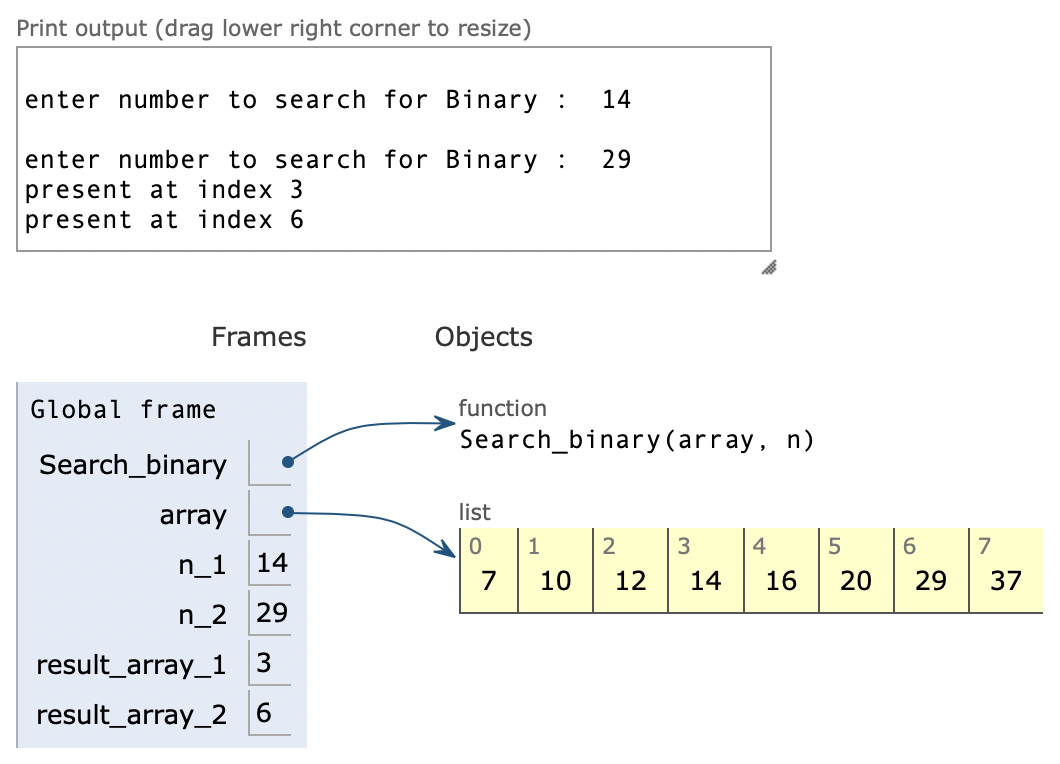 Print output (drag lower right corner to resize)
enter number to search for Binary :  14
enter number to search for Binary :  29
present at index 3
present at index 6
Frames
Objects
Global frame
Search_binary
array
n_1 14
n_2 29
result_array_1 3
result_array_2 6
function
Search_binary(array, n)
list
0 1 2 3 4 5 6 7
7 10 12 14 16 20 29 37